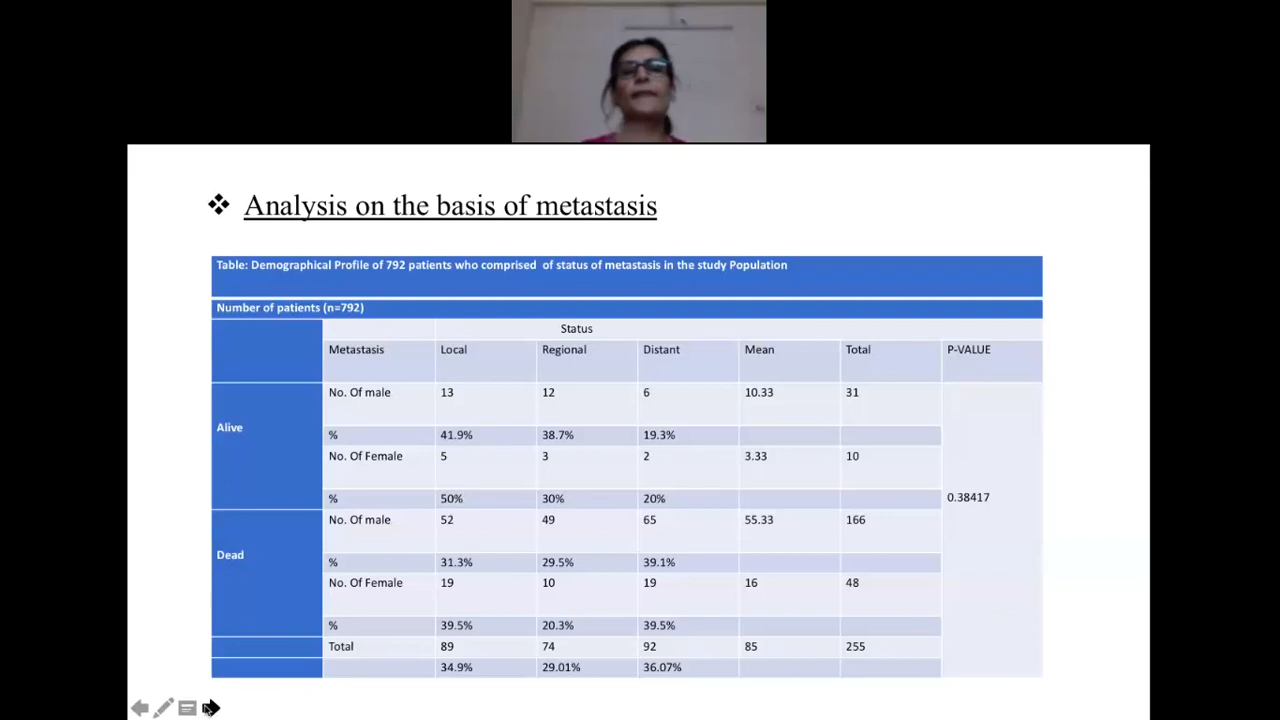 Analysis on the basis of metastasis
Table: Demographical Profile of 792 patients who comprised of status of metastasis in the study Population
Number of patients (n=792)
Status
Metastasis Local Regional Distant Mean Total P-VALUE
Alive
No. Of male 13 12 6 10.33 31
% 41.9% 38.7% 19.3%
No. Of Female 5 3 2 3.33 10
% 50% 30% 20%
0.38417
Dead
No. Of male 52 49 65 55.33 166
% 31.3% 29.5% 39.1%
No. Of Female 19 10 19 16 48
% 39.5% 20.3% 39.5%
Total 89 74 92 85 255
34.9% 29.01% 36.07%